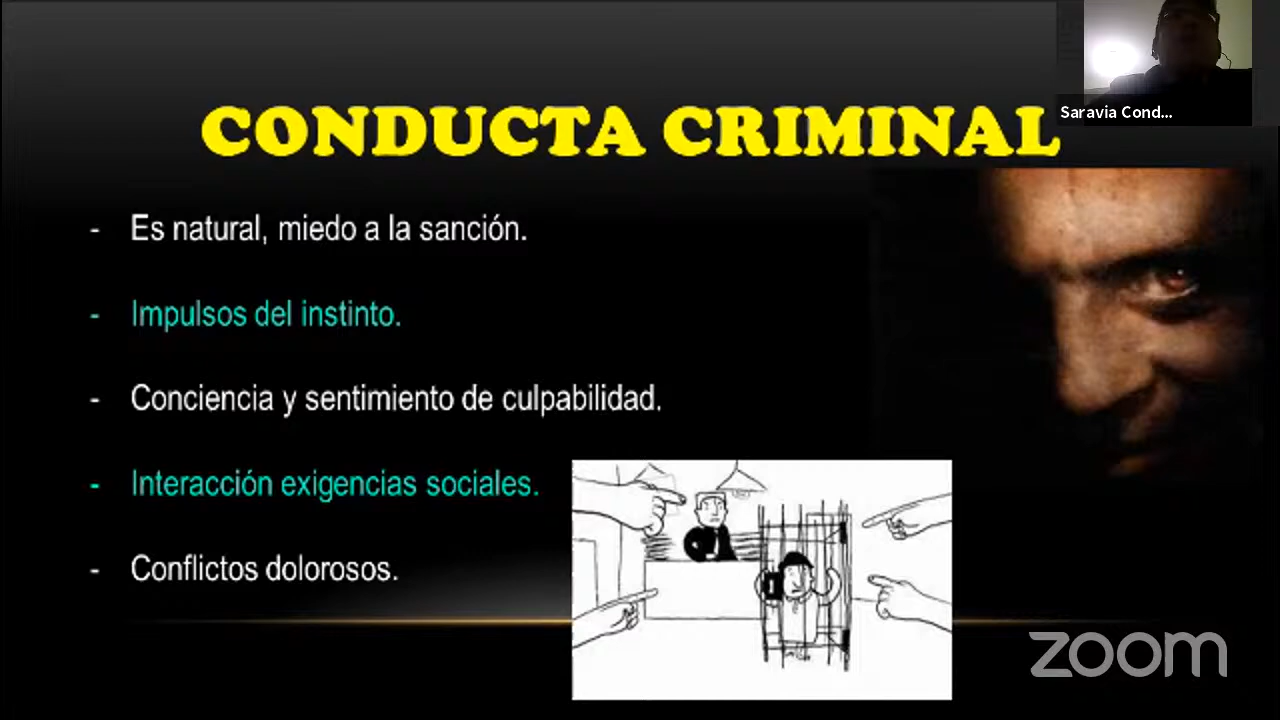 Saravia Cond...
CONDUCTA CRIMINAL
- Es natural, miedo a la sanción.
- Impulsos del instinto.
- Conciencia y sentimiento de culpabilidad.
- Interacción exigencias sociales.
- Conflictos dolorosos.
zoom